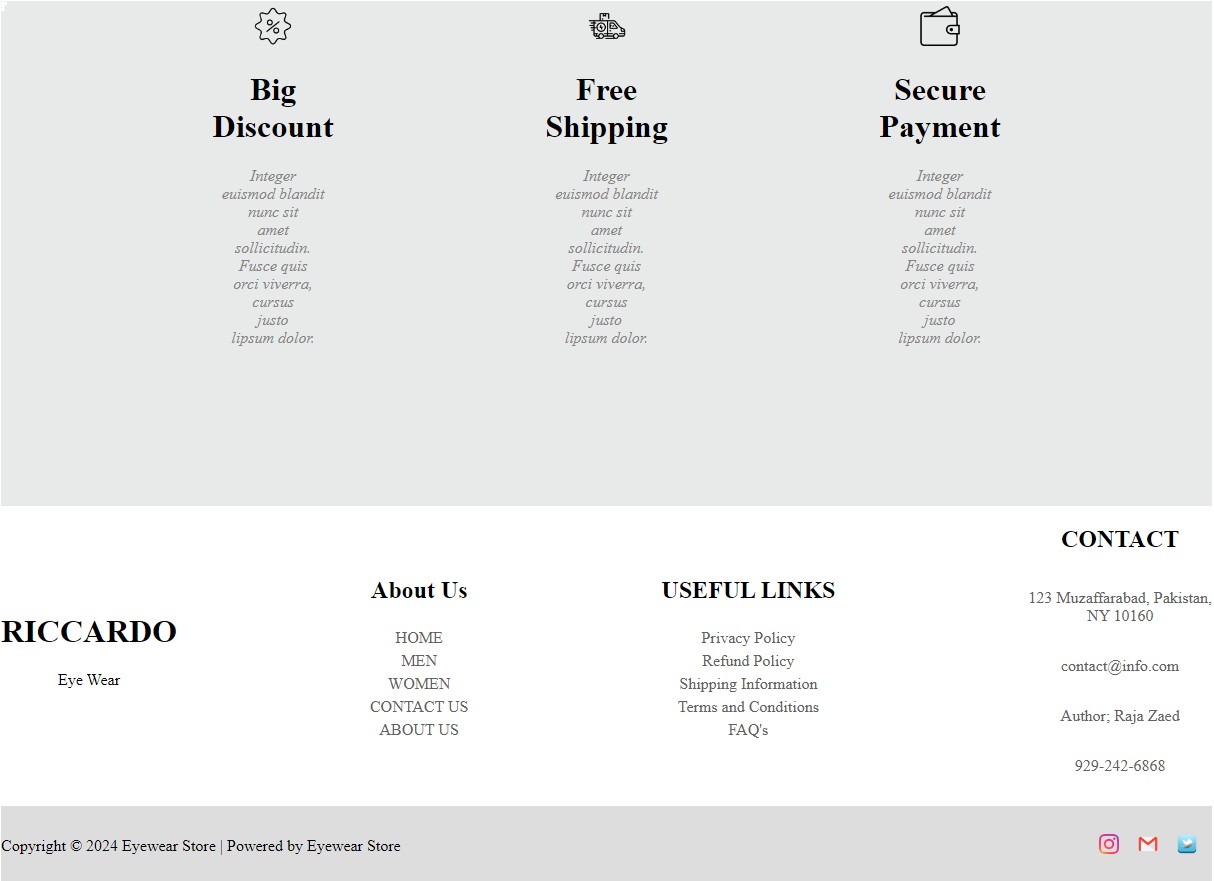 Big
Discount
Integer
euismod blandit
nunc sit
amet
sollicitudin.
Fusce quis
orci viverra,
cursus
justo
lipsum dolor.
Free
Shipping
Integer
euismod blandit
nunc sit
amet
sollicitudin.
Fusce quis
orci viverra,
cursus
justo
lipsum dolor.
Secure
Payment
Integer
euismod blandit
nunc sit
amet
sollicitudin.
Fusce quis
orci viverra,
cursus
justo
lipsum dolor.
RICCARDO
Eye Wear
About Us
HOME
MEN
WOMEN
CONTACT US
ABOUT US
USEFUL LINKS
Privacy Policy
Refund Policy
Shipping Information
Terms and Conditions
FAQ's
CONTACT
123 Muzaffarabad, Pakistan,
NY 10160
contact@info.com
Author; Raja Zaed
929-242-6868
Copyright © 2024 Eyewear Store | Powered by Eyewear Store